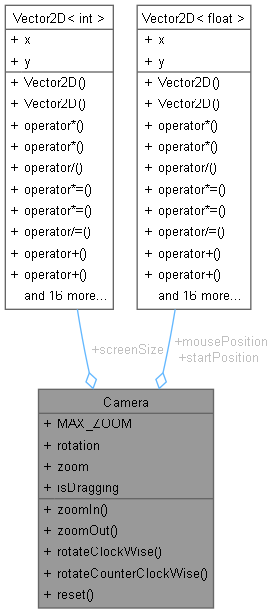 Vector2D< int >
+ x
+ y
+ Vector2D()
+ Vector2D()
+ operator*()
+ operator*()
+ operator/()
+ operator*=()
+ operator*=()
+ operator/=()
+ operator+()
+ operator+()
and 16 more...
Vector2D< float >
+ x
+ y
+ Vector2D()
+ Vector2D()
+ operator*()
+ operator*()
+ operator/()
+ operator*=()
+ operator*=()
+ operator/=()
+ operator+()
+ operator+()
and 16 more...
+screenSize
+mousePosition
+startPosition
Camera
+ MAX_ZOOM
+ rotation
+ zoom
+ isDragging
+ zoomIn()
+ zoomOut()
+ rotateClockWise()
+ rotateCounterClockWise()
+ reset()